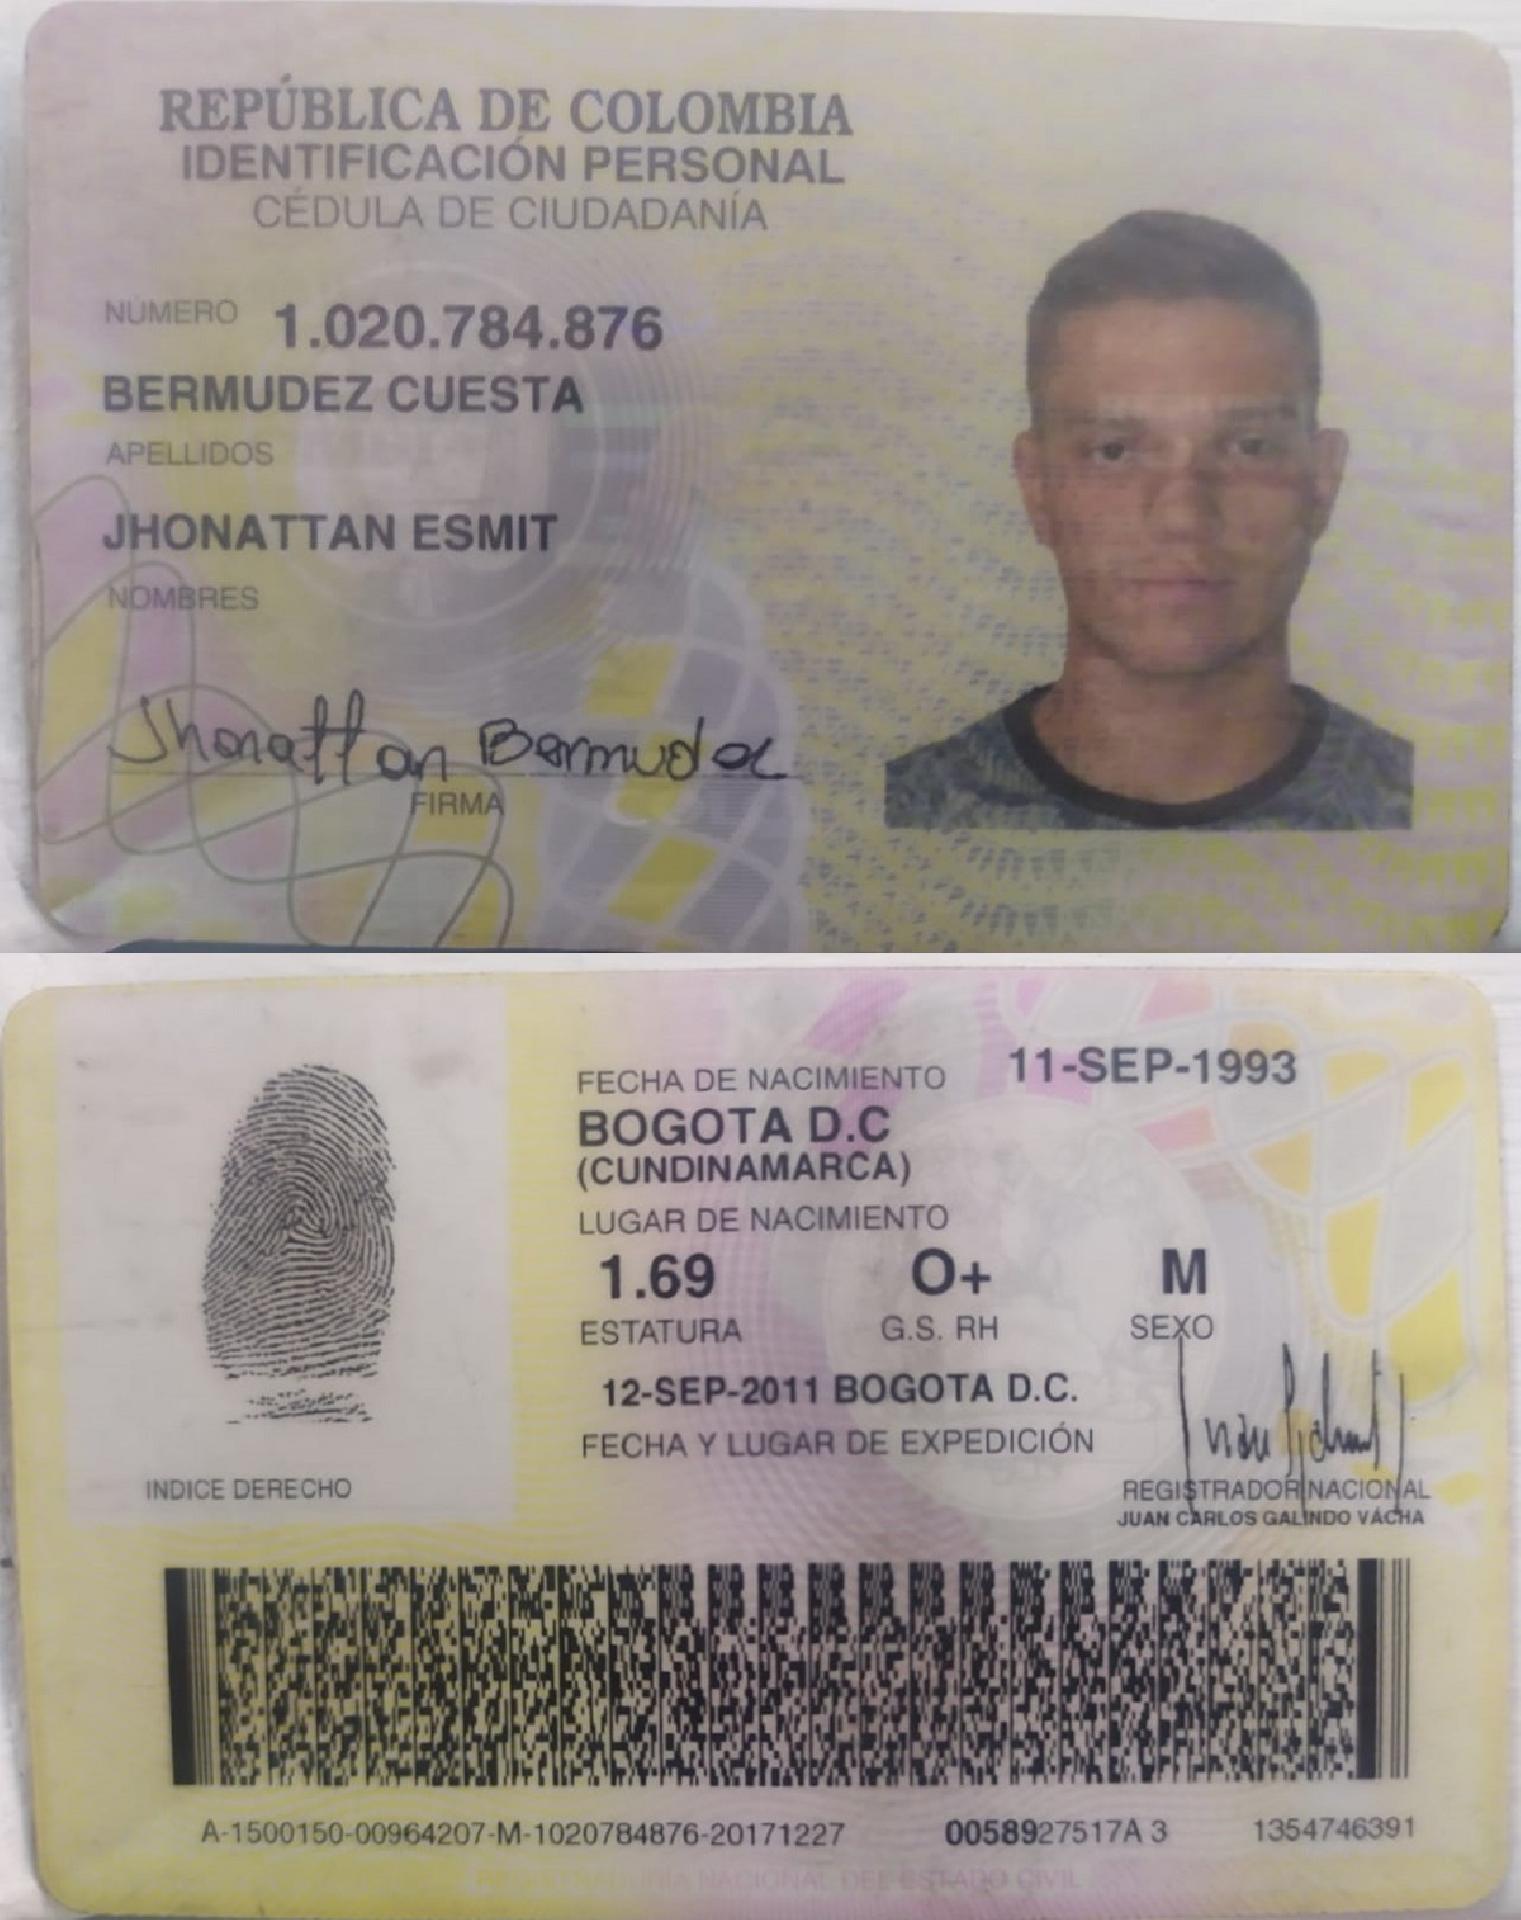 REPÚBLICA DE COLOMBIA
IDENTIFICACIÓN PERSONAL
CÉDULA DE CIUDADANÍA
NÚMERO 1.020.784.876
BERMUDEZ CUESTA
APELLIDOS
JHONATTAN ESMIT
NOMBRES
Jhonattan Bermudez
FIRMA
FECHA DE NACIMIENTO 11-SEP-1993
BOGOTA D.C
(CUNDINAMARCA)
LUGAR DE NACIMIENTO
1.69 O+ M
ESTATURA G.S. RH SEXO
12-SEP-2011 BOGOTA D.C.
FECHA Y LUGAR DE EXPEDICIÓN
INDICE DERECHO
REGISTRADOR NACIONAL
JUAN CARLOS GALINDO VÁCHA
A-1500150-00964207-M-1020784876-20171227 0058927517A 3 1354746391
REGISTRADURIA NACIONAL DEL ESTADO CIVIL